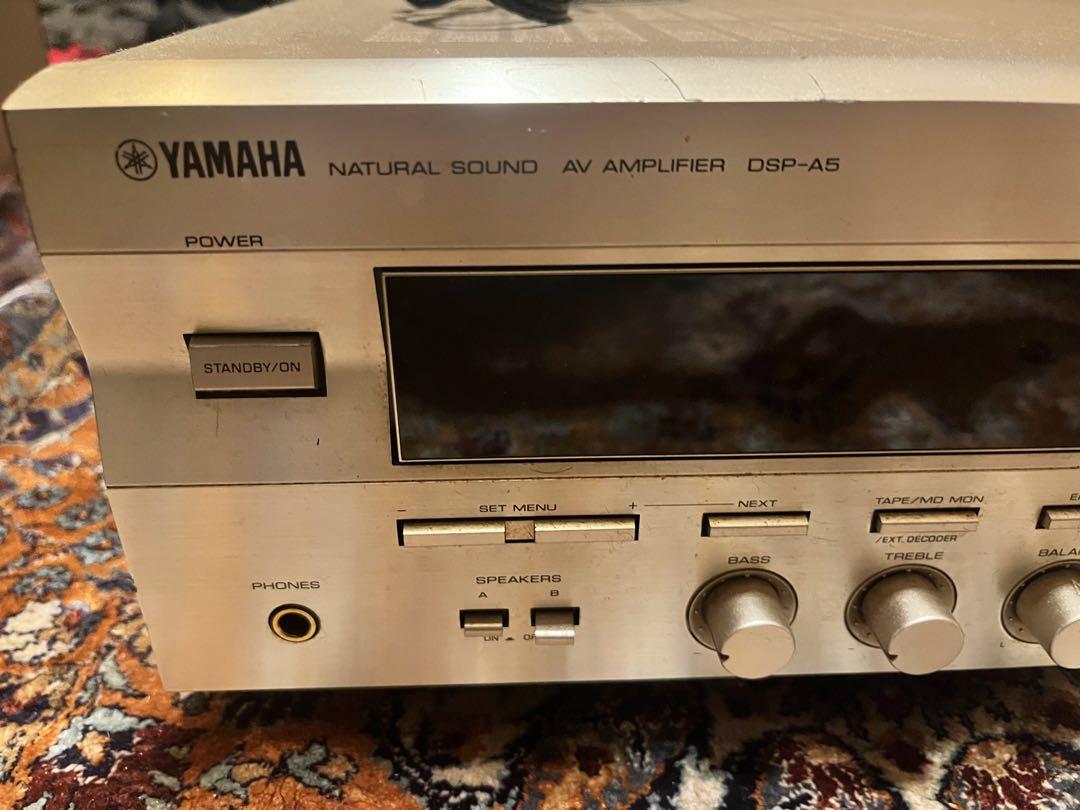 YAMAHA NATURAL SOUND AV AMPLIFIER DSP-A5
POWER
STANDBY/ON
– SET MENU + NEXT TAPE/MD MON
/EXT. DECODER
PHONES
SPEAKERS
A B
ON
BASS TREBLE
L